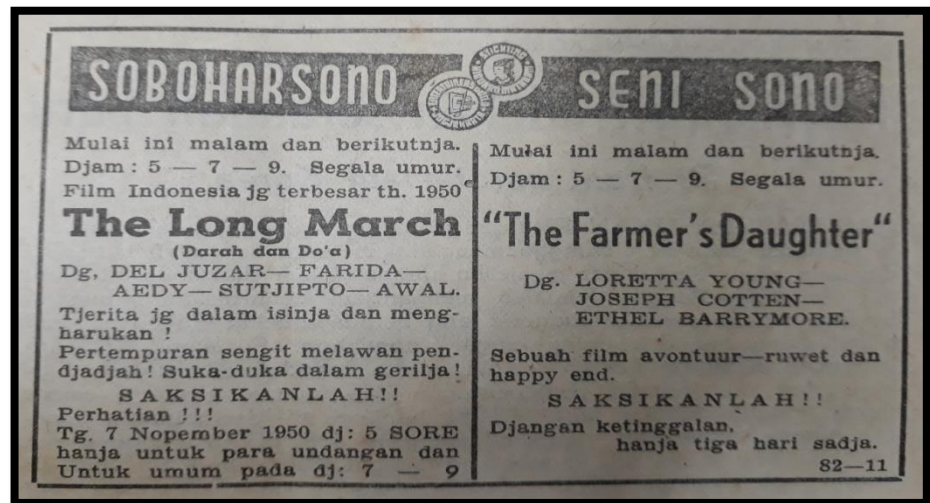 SOBOHARSONO
Mulai ini malam dan berikutnja.
Djam : 5 — 7 — 9. Segala umur.
Film Indonesia jg terbesar th. 1950
The Long March
(Darah dan Do'a)
Dg, DEL JUZAR— FARIDA—
AEDY— SUTJIPTO— AWAL.
Tjerita jg dalam isinja dan meng-
harukan !
Pertempuran sengit melawan pen-
djadjah! Suka-duka dalam gerilja!
SAKSIKANLAH!!
Perhatian !!!
Tg. 7 Nopember 1950 dj: 5 SORE
hanja untuk para undangan dan
Untuk umum pada dj: 7 — 9
STICHTING
SENI SONO
Mulai ini malam dan berikutnja.
Djam : 5 — 7 — 9. Segala umur.
"The Farmer's Daughter"
Dg. LORETTA YOUNG—
JOSEPH COTTEN—
ETHEL BARRYMORE.
Sebuah film avontuur—ruwet dan
happy end.
SAKSIKANLAH!!
Djangan ketinggalan,
hanja tiga hari sadja.
82—11